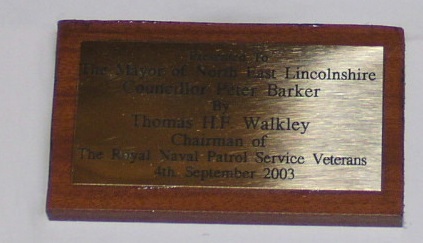 Presented To
The Mayor of North East Lincolnshire
Councillor Peter Barker
By
Thomas H.F. Walkley
Chairman of
The Royal Naval Patrol Service Veterans
4th. September 2003